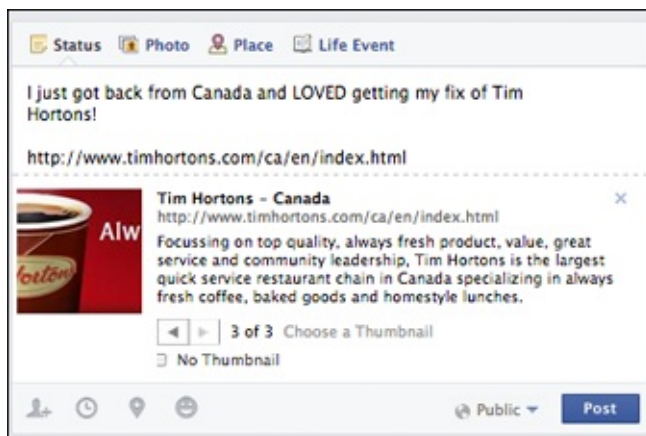 Status Photo Place Life Event
I just got back from Canada and LOVED getting my fix of Tim
Hortons!
http://www.timhortons.com/ca/en/index.html
Tim Hortons - Canada
http://www.timhortons.com/ca/en/index.html
Alw
Hortons
Focussing on top quality, always fresh product, value, great
service and community leadership, Tim Hortons is the largest
quick service restaurant chain in Canada specializing in always
fresh coffee, baked goods and homestyle lunches.
3 of 3 Choose a Thumbnail
No Thumbnail
Public Post